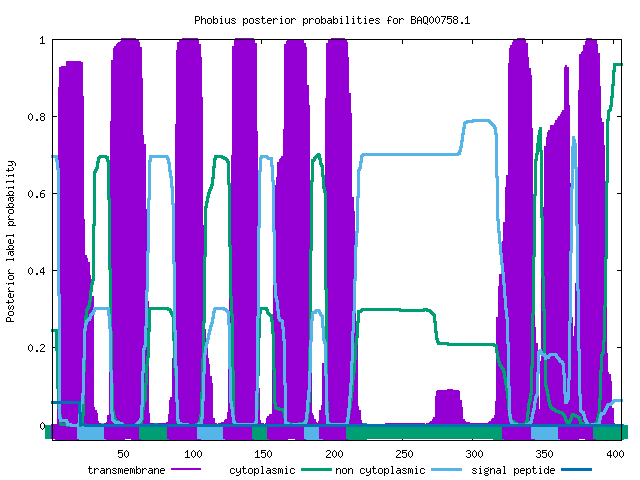 Phobius posterior probabilities for BAQ00758.1
1
0.8
0.6
0.4
0.2
0
Posterior label probability
50 100 150 200 250 300 350 400
transmembrane cytoplasmic non cytoplasmic signal peptide